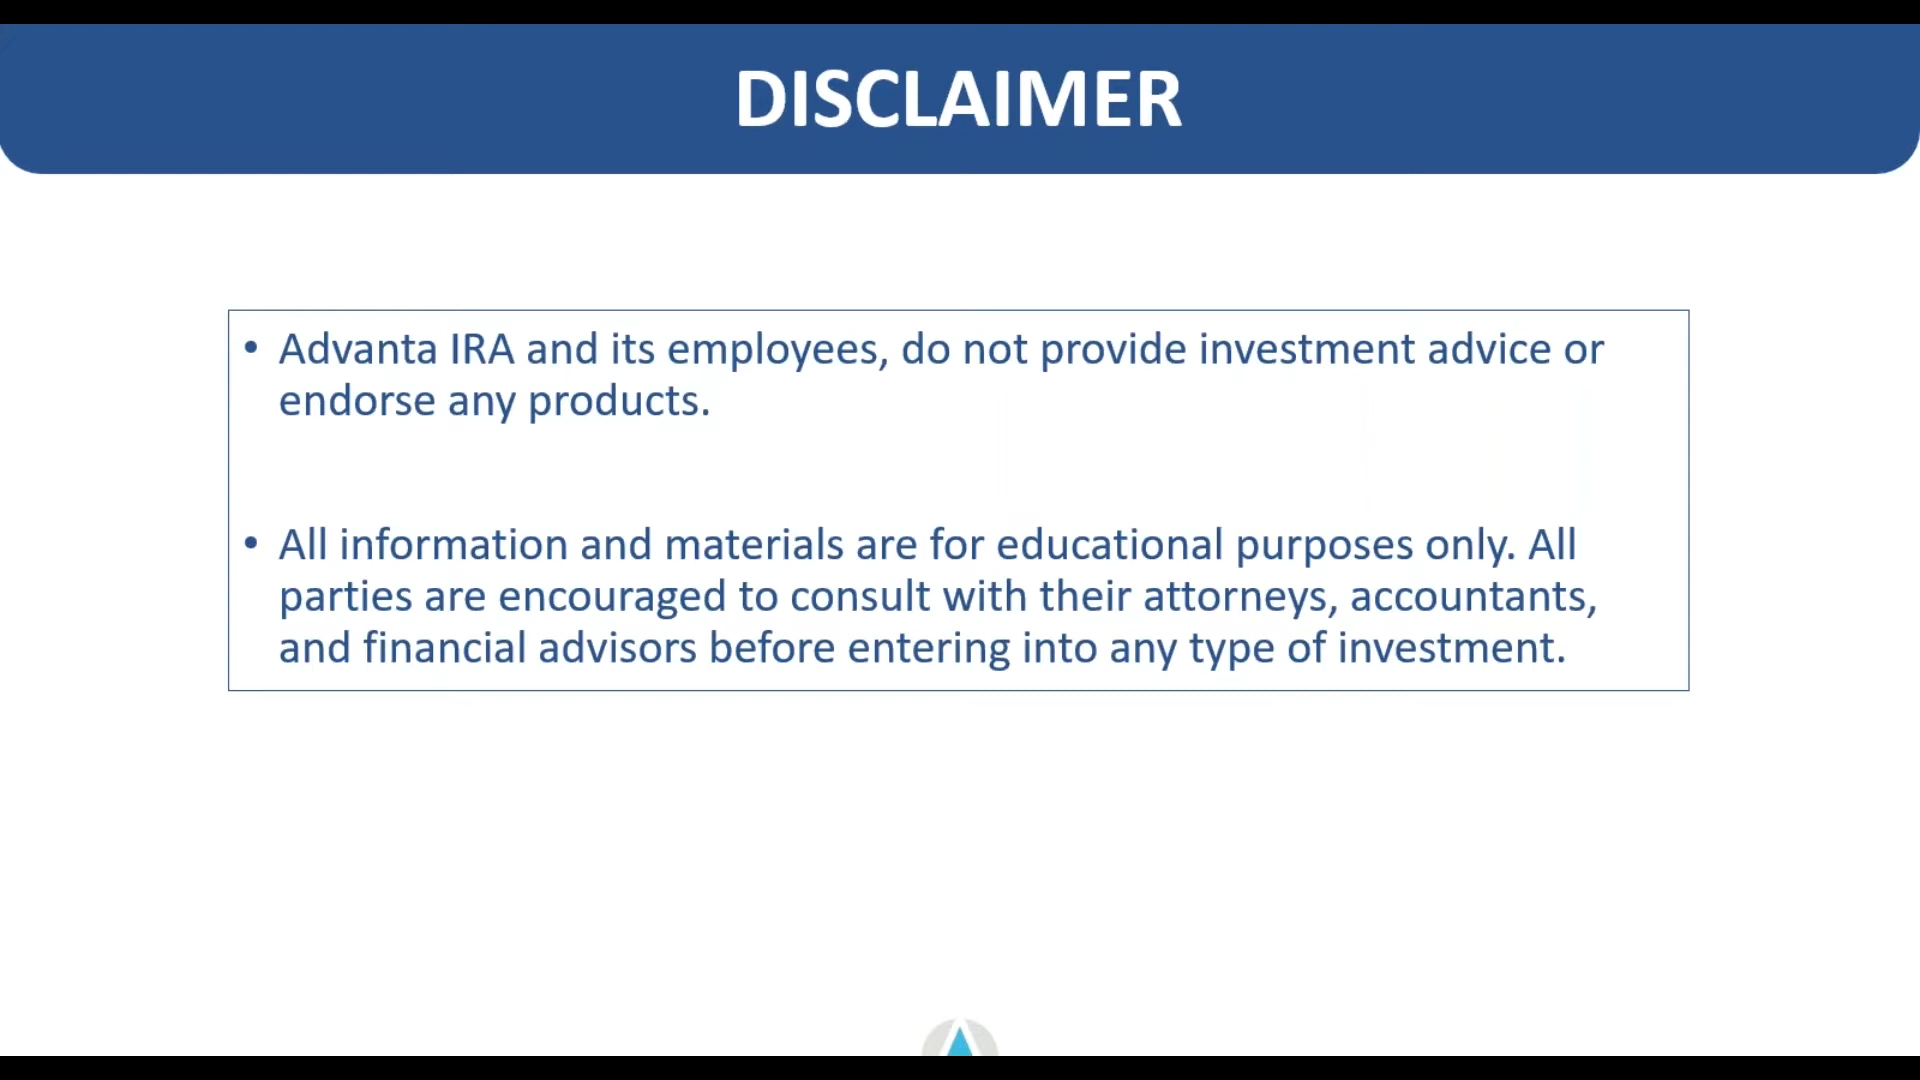 DISCLAIMER
• Advanta IRA and its employees, do not provide investment advice or
endorse any products.
• All information and materials are for educational purposes only. All
parties are encouraged to consult with their attorneys, accountants,
and financial advisors before entering into any type of investment.